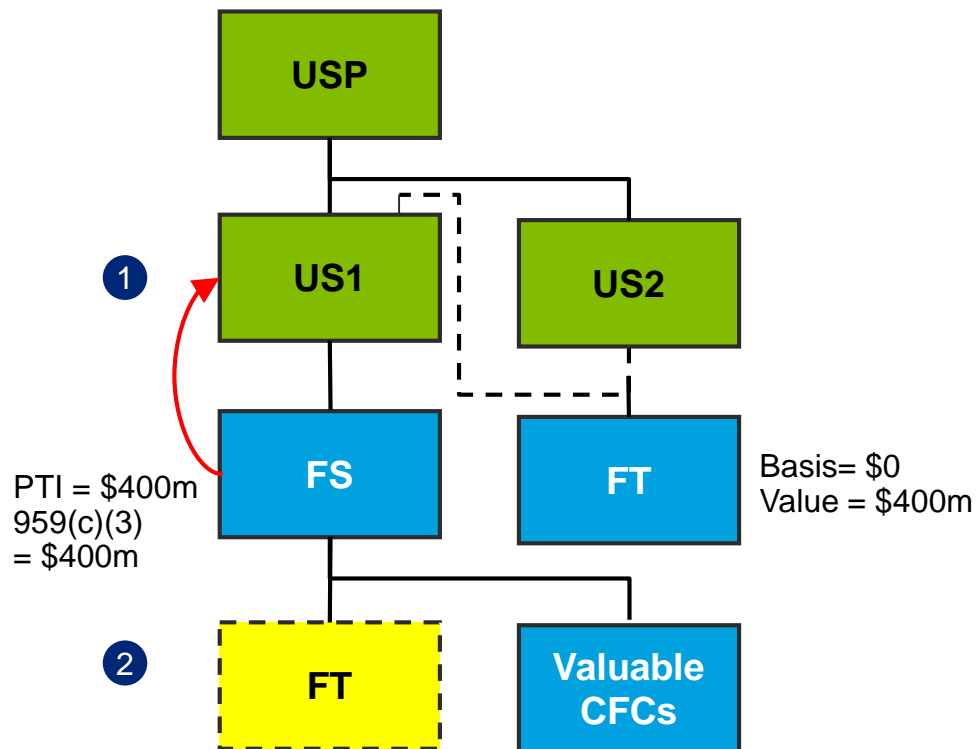 USP
1
US1
US2
FS
FT
PTI = $400m
959(c)(3)
= $400m
Basis= $0
Value = $400m
2
FT
Valuable
CFCs